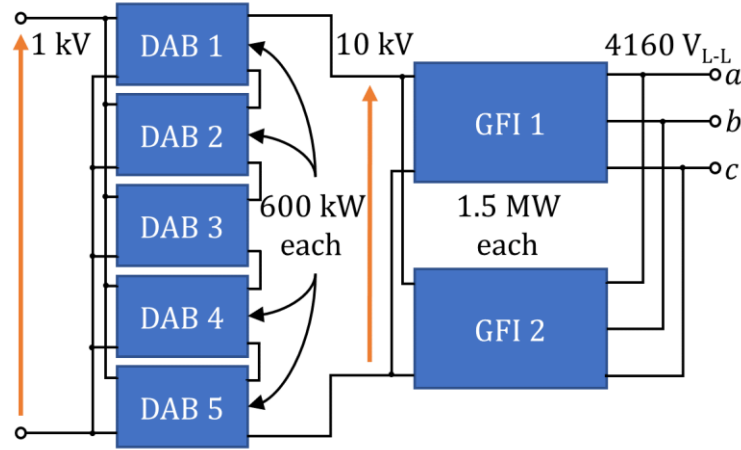 1 kV
DAB 1
DAB 2
DAB 3
DAB 4
DAB 5
600 kW
each
10 kV
GFI 1
1.5 MW
each
GFI 2
4160 V L-L
a
b
c